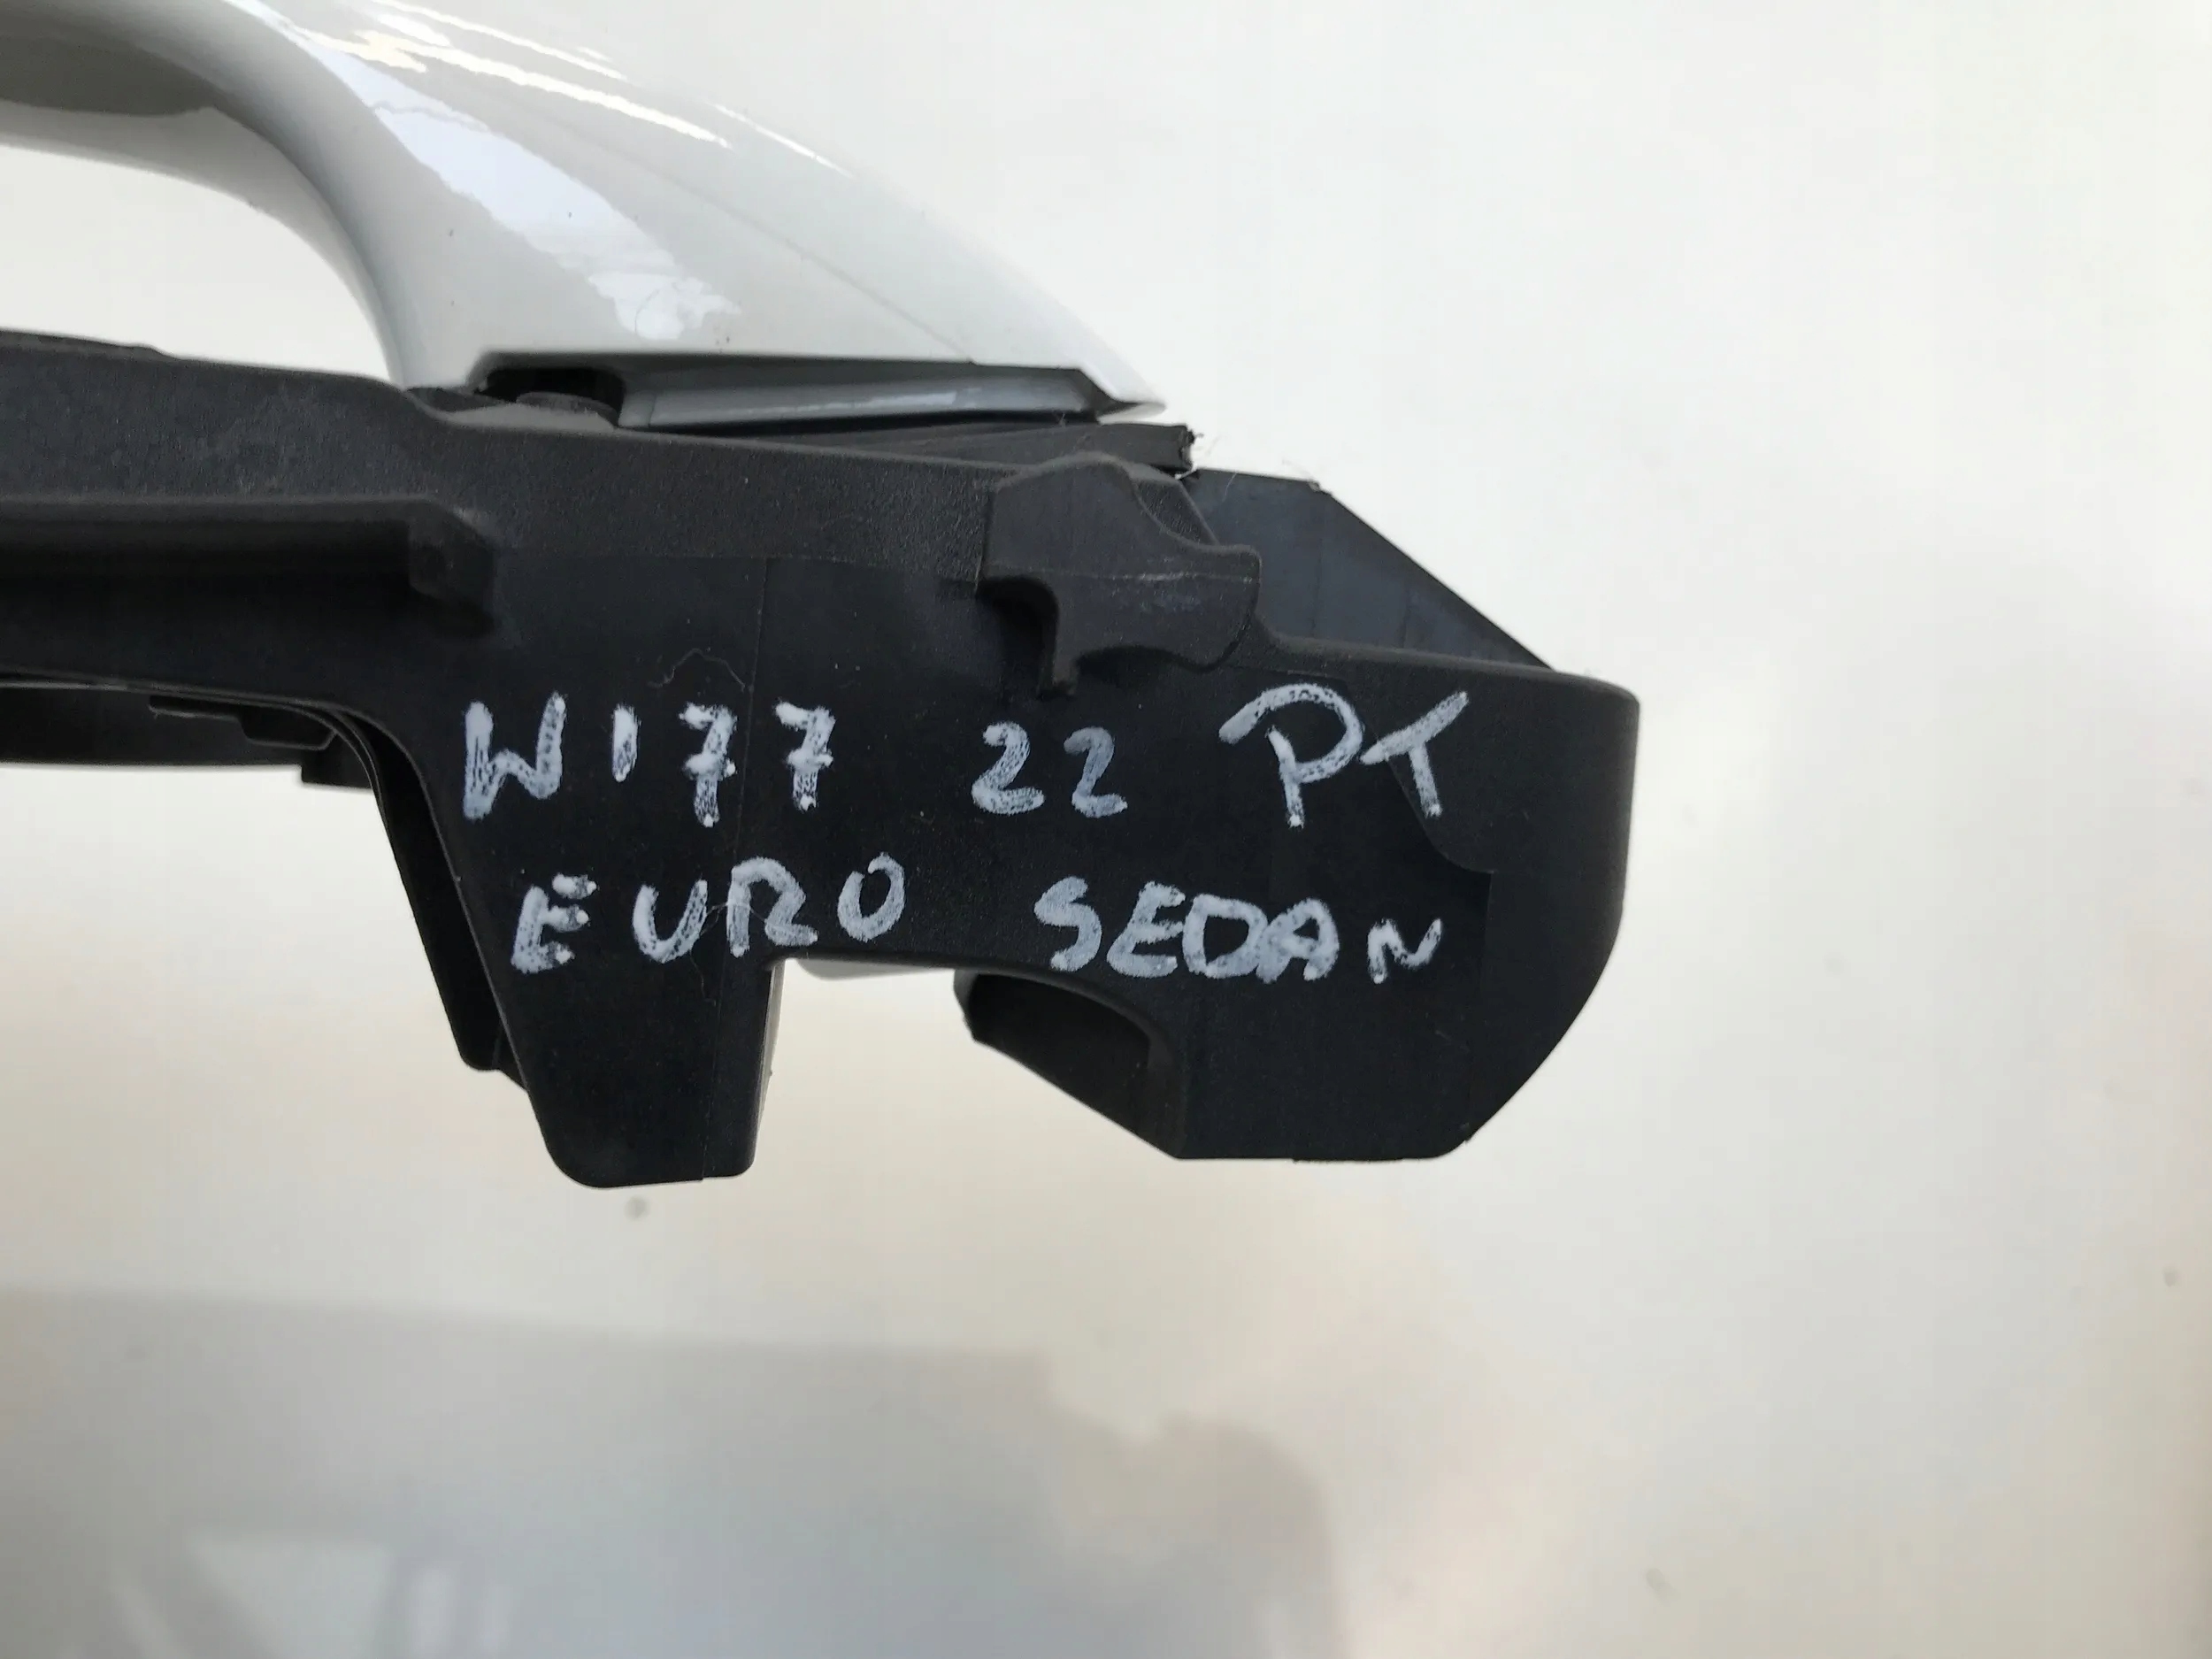 W177 22 PT
EURO SEDAN